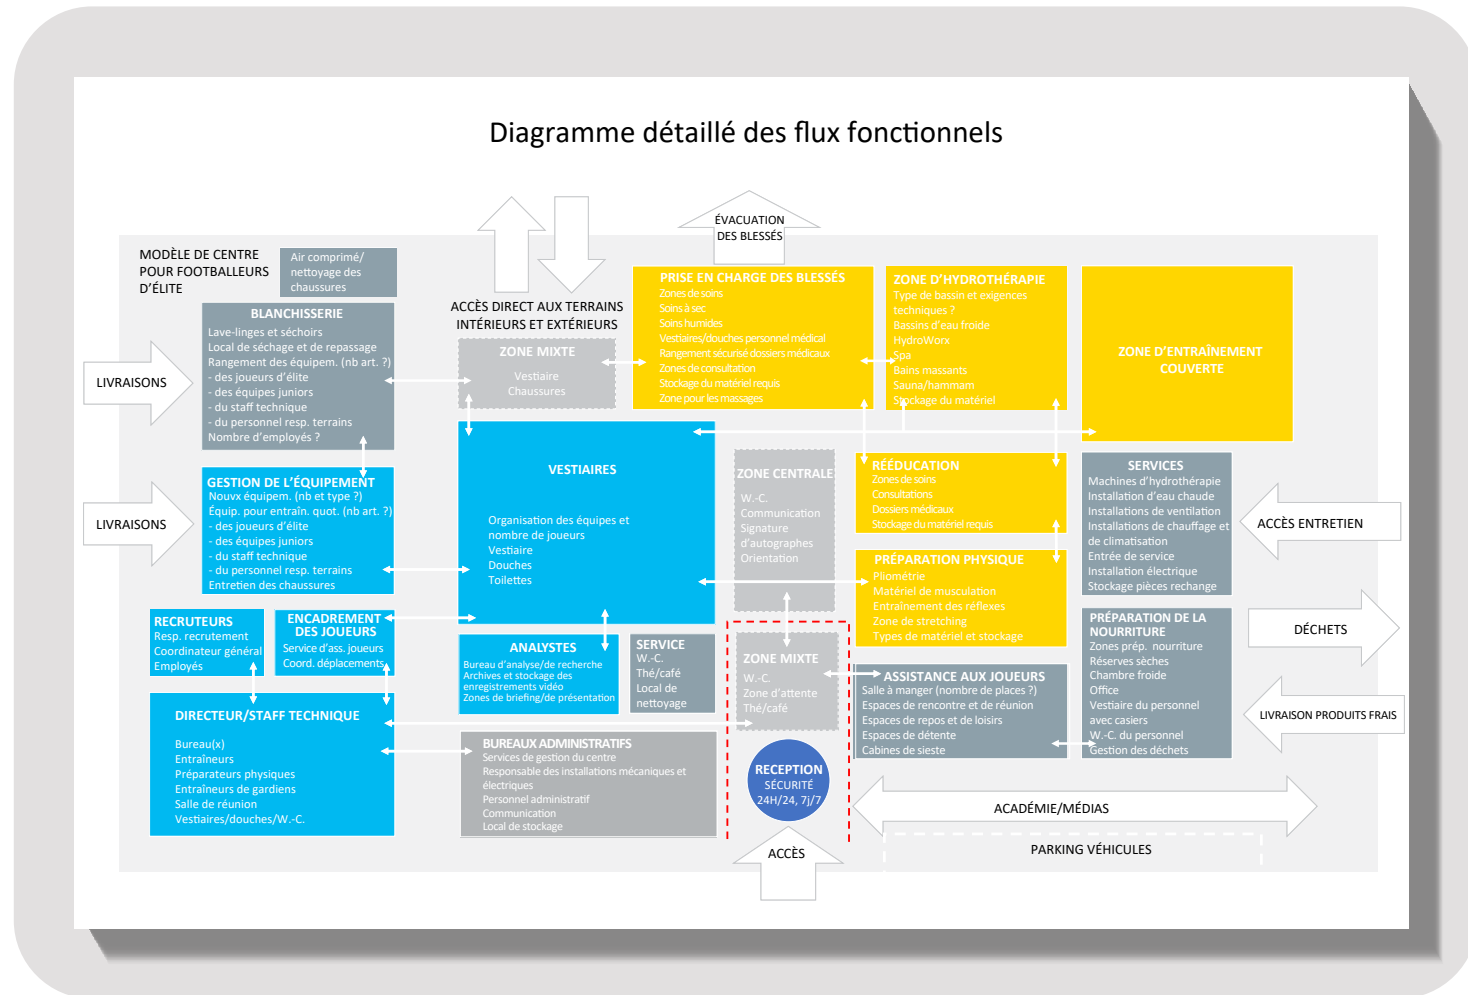 Diagramme détaillé des flux fonctionnels
ÉVACUATION
DES BLESSÉS
MODÈLE DE CENTRE
POUR FOOTBALLEURS
D’ÉLITE
Air comprimé/
nettoyage des
chaussures
ACCÈS DIRECT AUX TERRAINS
INTÉRIEURS ET EXTÉRIEURS
BLANCHISSERIE
Lave-linges et séchoirs
Local de séchage et de repassage
Rangement des équipem. (nb art. ?)
- des joueurs d’élite
- des équipes juniors
- du staff technique
- du personnel resp. terrains
Nombre d’employés ?
LIVRAISONS
ZONE MIXTE
Vestiaire
Chaussures
PRISE EN CHARGE DES BLESSÉS
Zones de soins
Soins à sec
Soins humides
Vestiaires/douches personnel médical
Rangement sécurisé dossiers médicaux
Zones de consultation
Stockage du matériel requis
Zone pour les massages
ZONE D’HYDROTHÉRAPIE
Type de bassin et exigences
techniques ?
Bassins d’eau froide
HydroWorx
Spa
Bains massants
Sauna/hammam
Stockage du matériel
ZONE D’ENTRAÎNEMENT
COUVERTE
GESTION DE L’ÉQUIPEMENT
Nouvx équipem. (nb et type ?)
Équip. pour entraîn. quot. (nb art. ?)
- des joueurs d’élite
- des équipes juniors
- du staff technique
- du personnel resp. terrains
Entretien des chaussures
LIVRAISONS
VESTIAIRES
Organisation des équipes et
nombre de joueurs
Vestiaire
Douches
Toilettes
ZONE CENTRALE
W.-C.
Communication
Signature
d’autographes
Orientation
RÉÉDUCATION
Zones de soins
Consultations
Dossiers médicaux
Stockage du matériel requis
SERVICES
Machines d’hydrothérapie
Installation d’eau chaude
Installations de ventilation
Installations de chauffage et
de climatisation
Entrée de service
Installation électrique
Stockage pièces rechange
ACCÈS ENTRETIEN
PRÉPARATION PHYSIQUE
Pliométrie
Matériel de musculation
Entraînement des réflexes
Zone de stretching
Types de matériel et stockage
RECRUTEURS
Resp. recrutement
Coordinateur général
Employés
ENCADREMENT
DES JOUEURS
Service d’ass. joueurs
Coord. déplacements
ANALYSTES
Bureau d’analyse/de recherche
Archives et stockage des
enregistrements vidéo
Zones de briefing/de présentation
SERVICE
W.-C.
Thé/café
Local de
nettoyage
ZONE MIXTE
W.-C.
Zone d’attente
Thé/café
PRÉPARATION DE LA
NOURRITURE
Zones prép. nourriture
Réserves sèches
Chambre froide
Office
Vestiaire du personnel
avec casiers
W.-C. du personnel
Gestion des déchets
DÉCHETS
LIVRAISON PRODUITS FRAIS
ASSISTANCE AUX JOUEURS
Salle à manger (nombre de places ?)
Espaces de rencontre et de réunion
Espaces de repos et de loisirs
Espaces de détente
Cabines de sieste
DIRECTEUR/STAFF TECHNIQUE
Bureau(x)
Entraîneurs
Préparateurs physiques
Entraîneurs de gardiens
Salle de réunion
Vestiaires/douches/W.-C.
BUREAUX ADMINISTRATIFS
Services de gestion du centre
Responsable des installations mécaniques et
électriques
Personnel administratif
Communication
Local de stockage
RECEPTION
SÉCURITÉ
24H/24, 7j/7
ACADÉMIE/MÉDIAS
PARKING VÉHICULES
ACCÈS